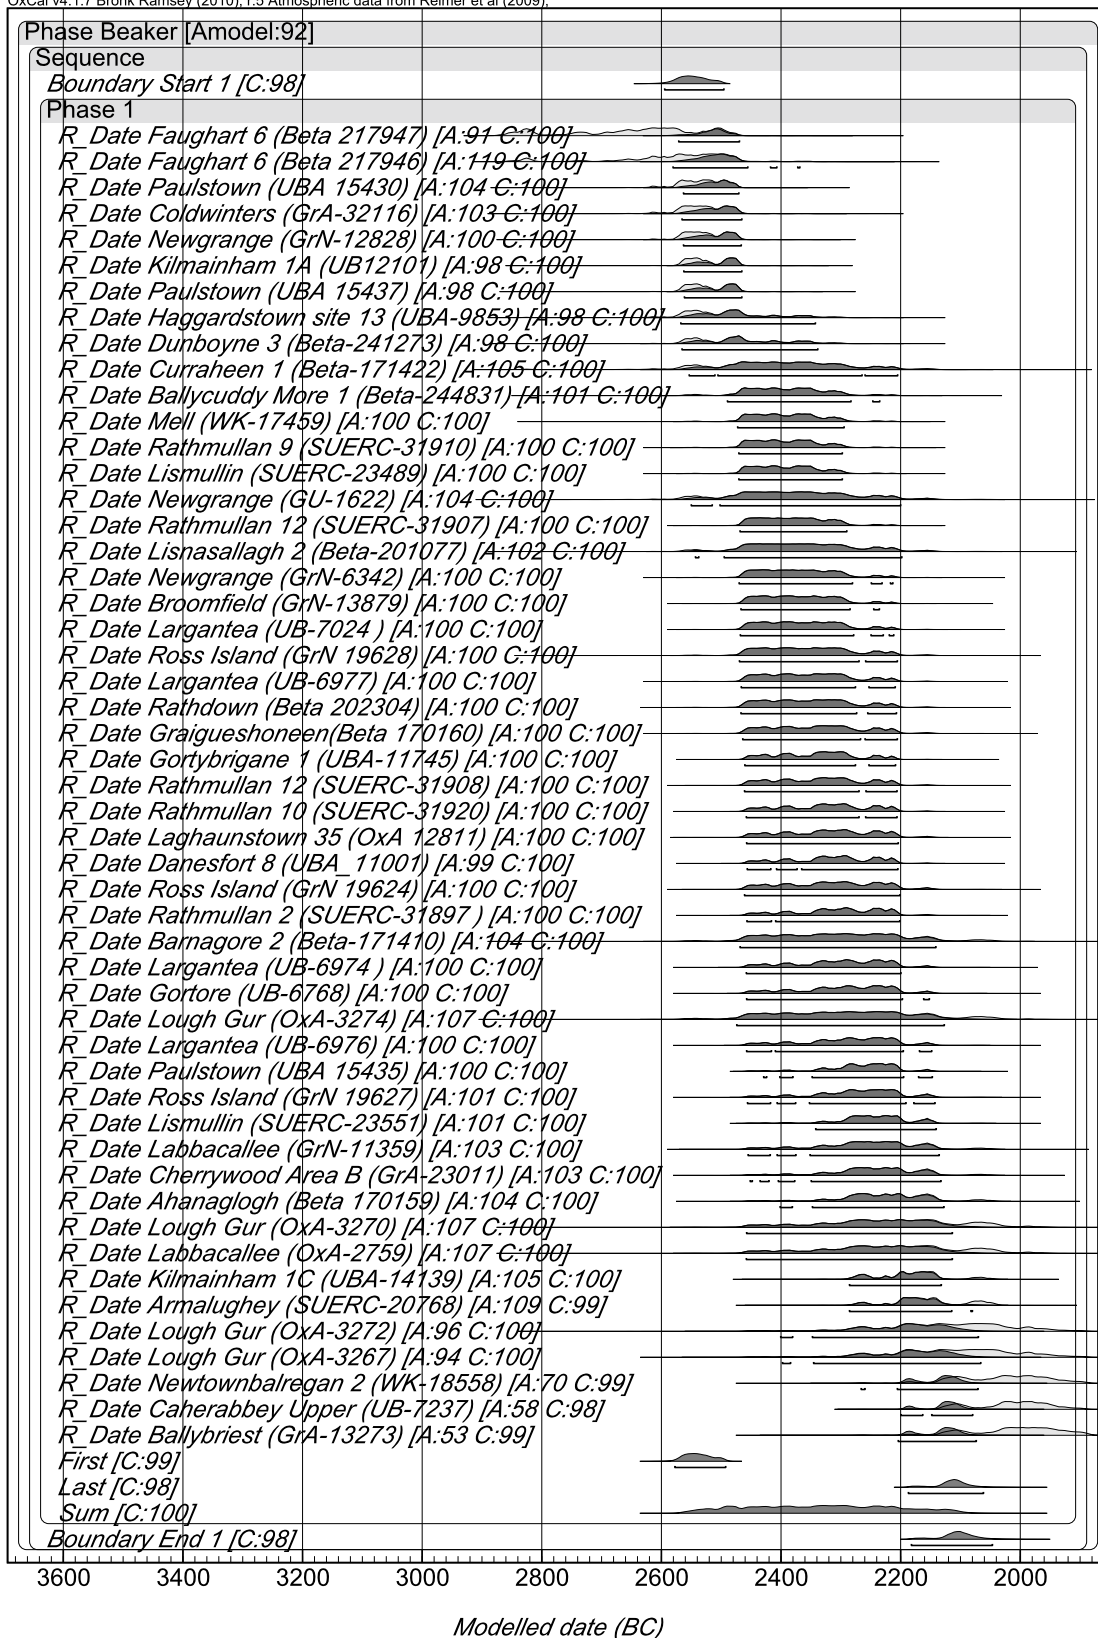 OxCal v4.1.7 Bronk Ramsey (2010); r:5 Atmospheric data from Reimer et al (2009);
Phase Beaker [Amodel:92]
Sequence
Boundary Start 1 [C:98]
Phase 1
R_Date Faughart 6 (Beta 217947) [A:91 C:100]
R_Date Faughart 6 (Beta 217946) [A:119 C:100]
R_Date Paulstown (UBA 15430) [A:104 C:100]
R_Date Coldwinters (GrA-32116) [A:103 C:100]
R_Date Newgrange (GrN-12828) [A:100 C:100]
R_Date Kilmainham 1A (UB12101) [A:98 C:100]
R_Date Paulstown (UBA 15437) [A:98 C:100]
R_Date Haggardstown site 13 (UBA-9853) [A:98 C:100]
R_Date Dunboyne 3 (Beta-241273) [A:98 C:100]
R_Date Curraheen 1 (Beta-171422) [A:105 C:100]
R_Date Ballycuddy More 1 (Beta-244831) [A:101 C:100]
R_Date Mell (WK-17459) [A:100 C:100]
R_Date Rathmullan 9 (SUERC-31910) [A:100 C:100]
R_Date Lismullin (SUERC-23489) [A:100 C:100]
R_Date Newgrange (GU-1622) [A:104 C:100]
R_Date Rathmullan 12 (SUERC-31907) [A:100 C:100]
R_Date Lisnasallagh 2 (Beta-201077) [A:102 C:100]
R_Date Newgrange (GrN-6342) [A:100 C:100]
R_Date Broomfield (GrN-13879) [A:100 C:100]
R_Date Largantea (UB-7024 ) [A:100 C:100]
R_Date Ross Island (GrN 19628) [A:100 C:100]
R_Date Largantea (UB-6977) [A:100 C:100]
R_Date Rathdown (Beta 202304) [A:100 C:100]
R_Date Graigueshoneen(Beta 170160) [A:100 C:100]
R_Date Gortybrigane 1 (UBA-11745) [A:100 C:100]
R_Date Rathmullan 12 (SUERC-31908) [A:100 C:100]
R_Date Rathmullan 10 (SUERC-31920) [A:100 C:100]
R_Date Laghaunstown 35 (OxA 12811) [A:100 C:100]
R_Date Danesfort 8 (UBA_11001) [A:99 C:100]
R_Date Ross Island (GrN 19624) [A:100 C:100]
R_Date Rathmullan 2 (SUERC-31897 ) [A:100 C:100]
R_Date Barnagore 2 (Beta-171410) [A:104 C:100]
R_Date Largantea (UB-6974 ) [A:100 C:100]
R_Date Gortore (UB-6768) [A:100 C:100]
R_Date Lough Gur (OxA-3274) [A:107 C:100]
R_Date Largantea (UB-6976) [A:100 C:100]
R_Date Paulstown (UBA 15435) [A:100 C:100]
R_Date Ross Island (GrN 19627) [A:101 C:100]
R_Date Lismullin (SUERC-23551) [A:101 C:100]
R_Date Labbacallee (GrN-11359) [A:103 C:100]
R_Date Cherrywood Area B (GrA-23011) [A:103 C:100]
R_Date Ahanaglogh (Beta 170159) [A:104 C:100]
R_Date Lough Gur (OxA-3270) [A:107 C:100]
R_Date Labbacallee (OxA-2759) [A:107 C:100]
R_Date Kilmainham 1C (UBA-14139) [A:105 C:100]
R_Date Armalughey (SUERC-20768) [A:109 C:99]
R_Date Lough Gur (OxA-3272) [A:96 C:100]
R_Date Lough Gur (OxA-3267) [A:94 C:100]
R_Date Newtownbalregan 2 (WK-18558) [A:70 C:99]
R_Date Caherabbey Upper (UB-7237) [A:58 C:98]
R_Date Ballybriest (GrA-13273) [A:53 C:99]
First [C:99]
Last [C:98]
Sum [C:100]
Boundary End 1 [C:98]
3600 3400 3200 3000 2800 2600 2400 2200 2000
Modelled date (BC)